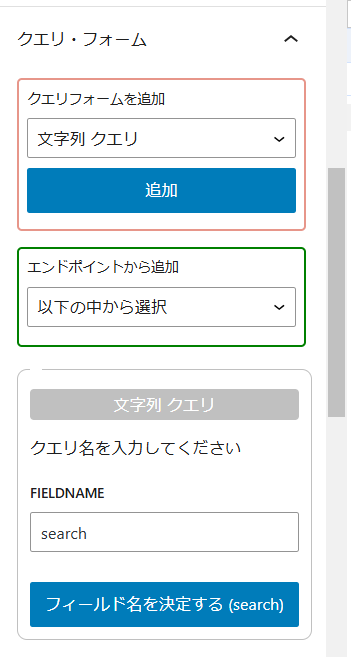 クエリ・フォーム
クエリフォームを追加
文字列 クエリ
追加
エンドポイントから追加
以下の中から選択
文字列 クエリ
クエリ名を入力してください
FIELDNAME
search
フィールド名を決定する (search)